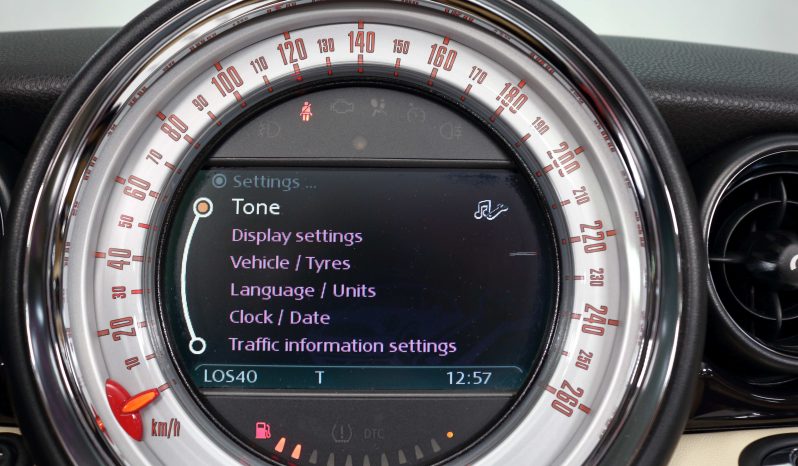 10 20 30 40 50 60 70 80 90 100 110 120 130 140 150 160 170 180 190 200 210 220 230 240 250 260
km/h
Settings ...
Tone
Display settings
Vehicle / Tyres
Language / Units
Clock / Date
Traffic information settings
LOS40 T 12:57
DTC